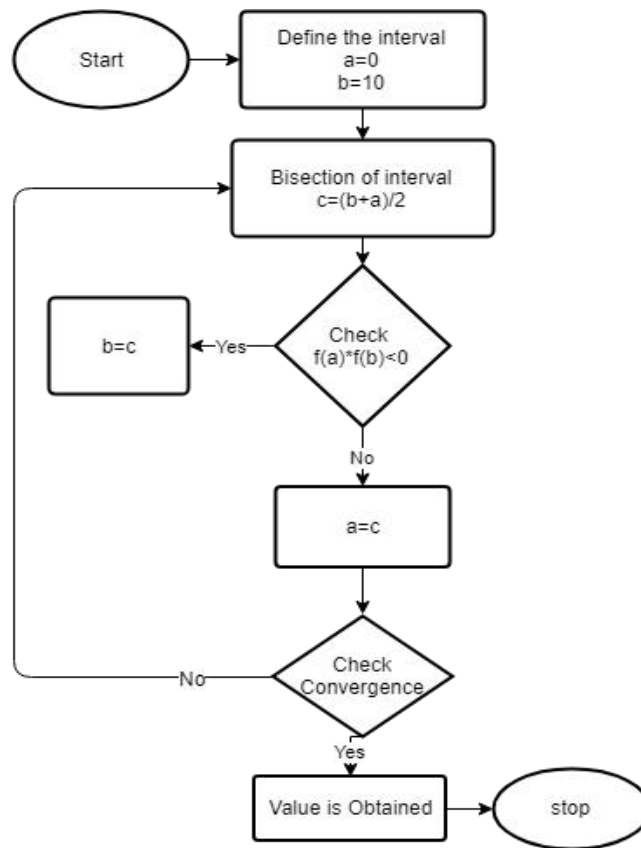 Start
Define the interval
a=0
b=10
Bisection of interval
c=(b+a)/2
Check
f(a)*f(b)<0
Yes
b=c
No
a=c
Check
Convergence
No
Yes
Value is Obtained
stop